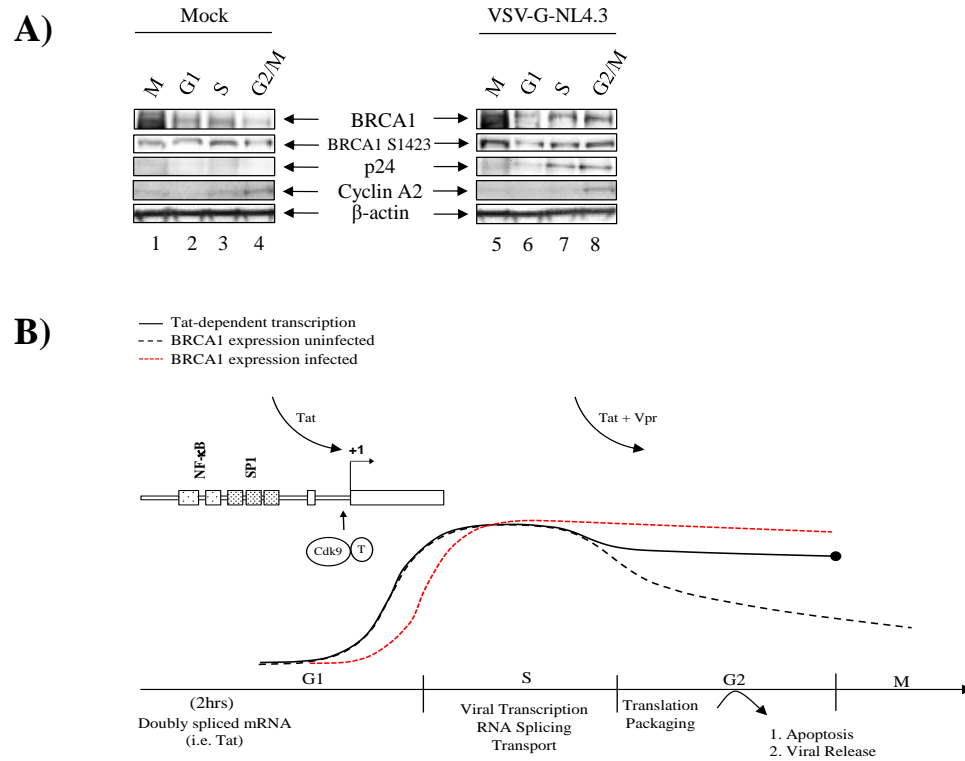 A)
Mock
VSV-G-NL4.3
M G1 S G2/M
M G1 S G2/M
BRCA1
BRCA1 S1423
p24
Cyclin A2
β-actin
1 2 3 4
5 6 7 8
B)
Tat-dependent transcription
BRCA1 expression uninfected
BRCA1 expression infected
Tat
Tat + Vpr
NF-κB
SP1
+1
Cdk9
T
G1
S
G2
M
(2hrs)
Doubly spliced mRNA
(i.e. Tat)
Viral Transcription
RNA Splicing
Transport
Translation
Packaging
1. Apoptosis
2. Viral Release